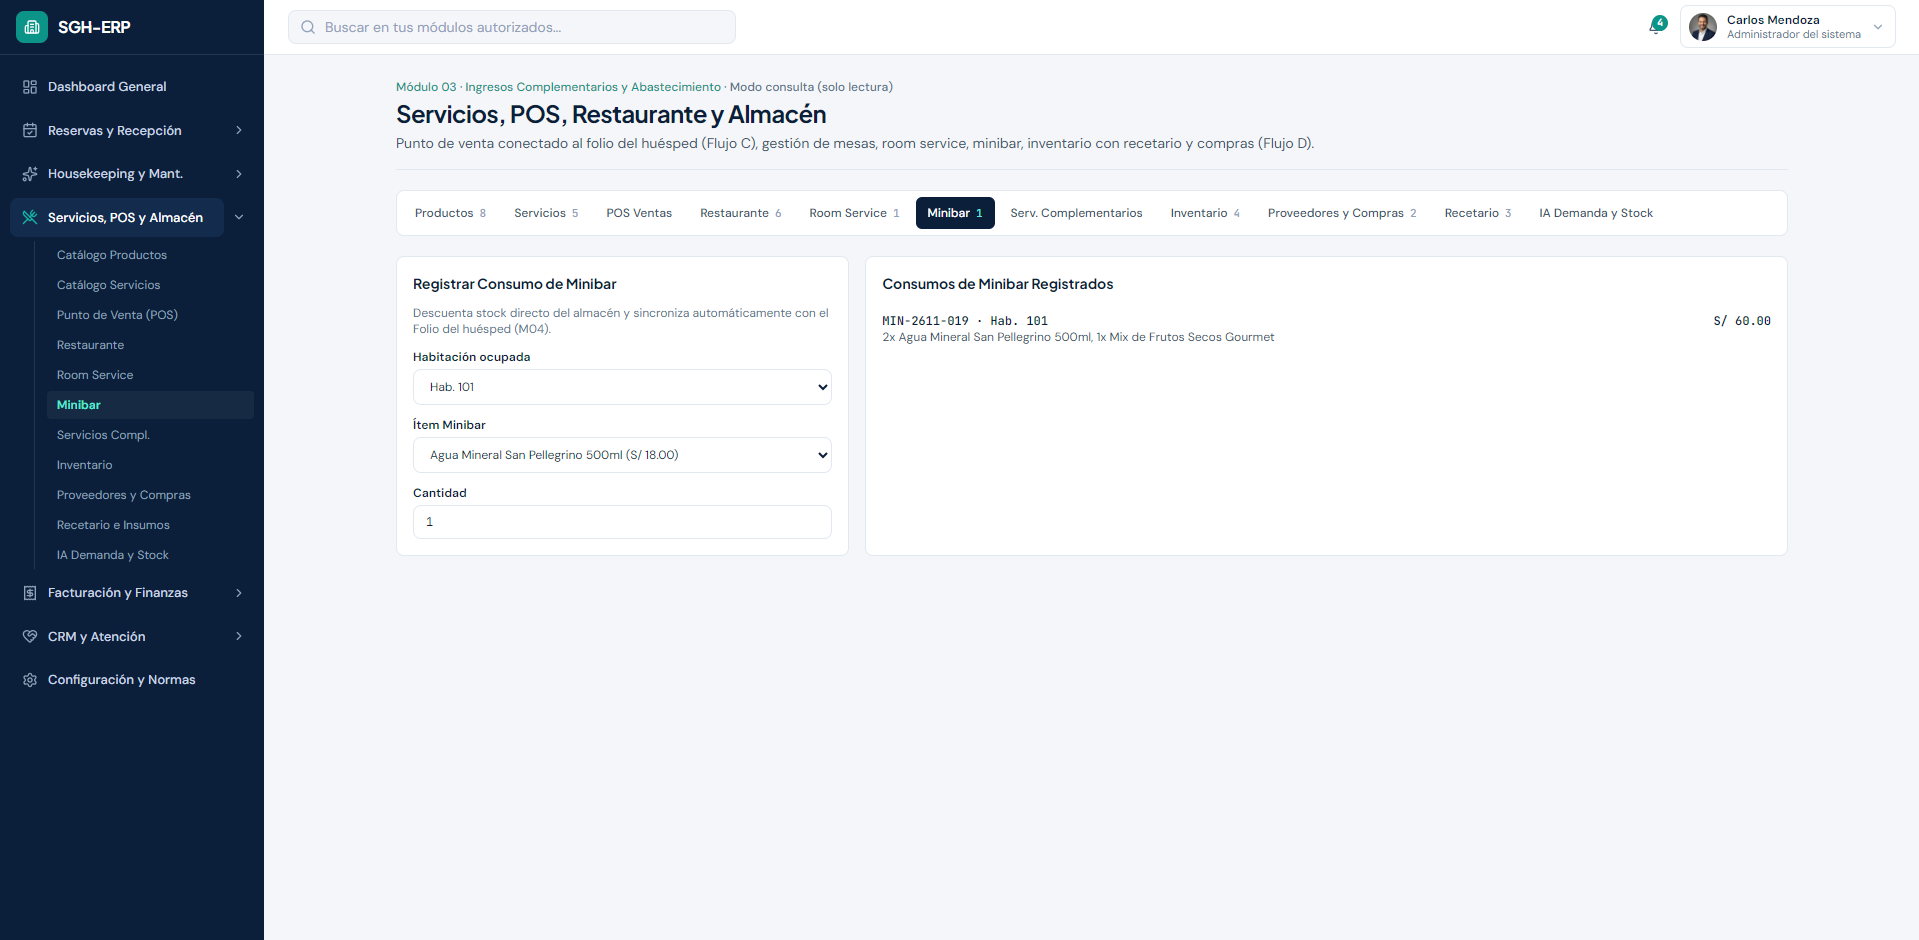 SGH-ERP
Buscar en tus módulos autorizados...
4
Carlos Mendoza
Administrador del sistema
Dashboard General
Reservas y Recepción
Housekeeping y Mant.
Servicios, POS y Almacén
Catálogo Productos
Catálogo Servicios
Punto de Venta (POS)
Restaurante
Room Service
Minibar
Servicios Compl.
Inventario
Proveedores y Compras
Recetario e Insumos
IA Demanda y Stock
Facturación y Finanzas
CRM y Atención
Configuración y Normas
Módulo 03 · Ingresos Complementarios y Abastecimiento · Modo consulta (solo lectura)
Servicios, POS, Restaurante y Almacén
Punto de venta conectado al folio del huésped (Flujo C), gestión de mesas, room service, minibar, inventario con recetario y compras (Flujo D).
Productos 8 Servicios 5 POS Ventas Restaurante 6 Room Service 1 Minibar 1 Serv. Complementarios Inventario 4 Proveedores y Compras 2 Recetario 3 IA Demanda y Stock
Registrar Consumo de Minibar
Descuenta stock directo del almacén y sincroniza automáticamente con el
Folio del huésped (M04).
Habitación ocupada
Hab. 101
Ítem Minibar
Agua Mineral San Pellegrino 500ml (S/ 18.00)
Cantidad
1
Consumos de Minibar Registrados
MIN-2611-019 · Hab. 101 S/ 60.00
2x Agua Mineral San Pellegrino 500ml, 1x Mix de Frutos Secos Gourmet